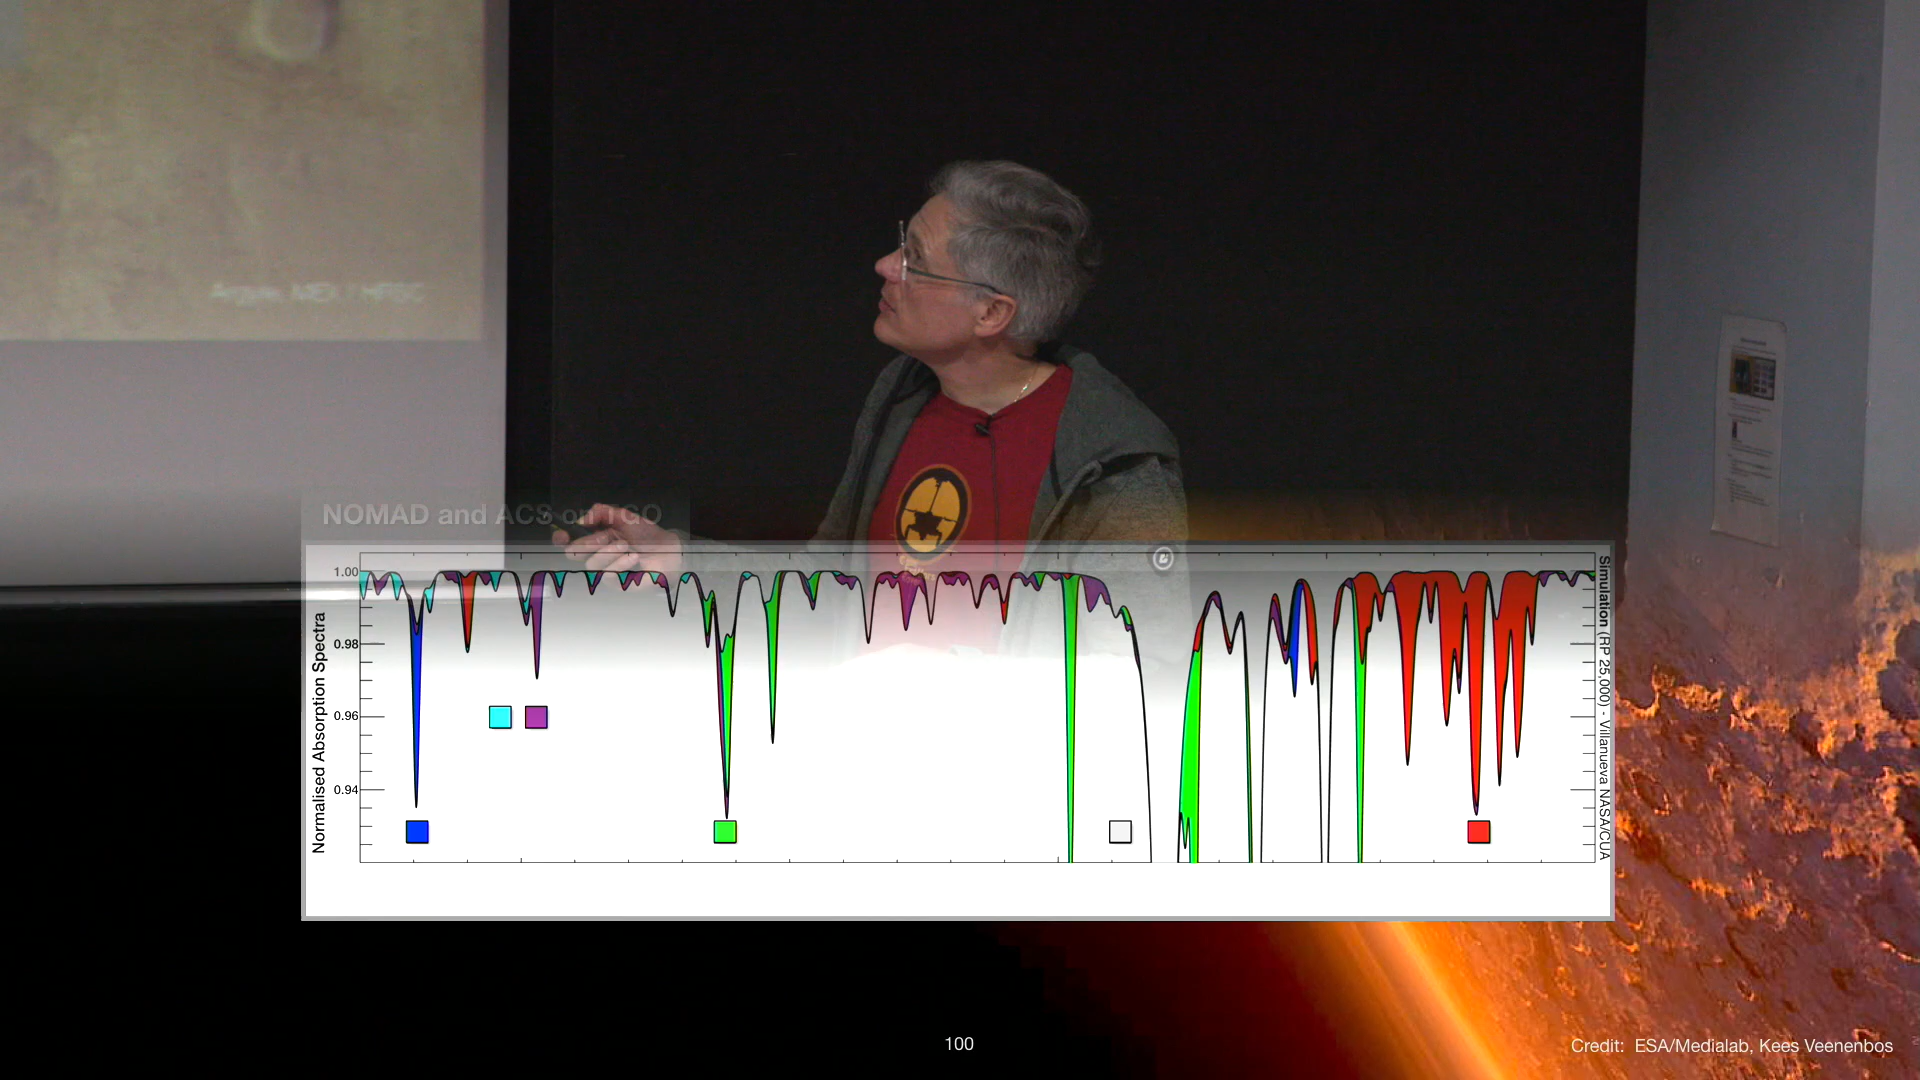 NOMAD and ACS on TGO
1.00
0.98
0.96
0.94
Normalised Absorption Spectra
Simulation (RP 25,000) - Villanueva NASA/CUA
100
Credit: ESA/Medialab, Kees Veenenbos